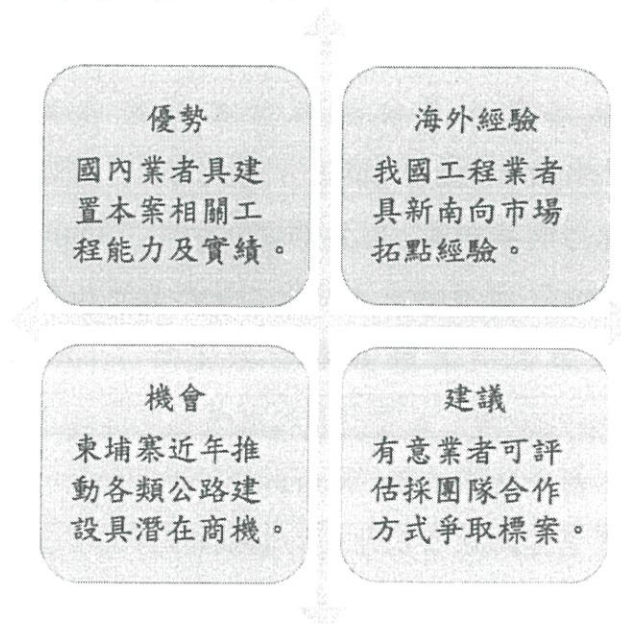 優勢
國內業者具建
置本案相關工
程能力及實績。
海外經驗
我國工程業者
具新南向市場
拓點經驗。
機會
柬埔寨近年推
動各類公路建
設具潛在商機。
建議
有意業者可評
估採團隊合作
方式爭取標案。